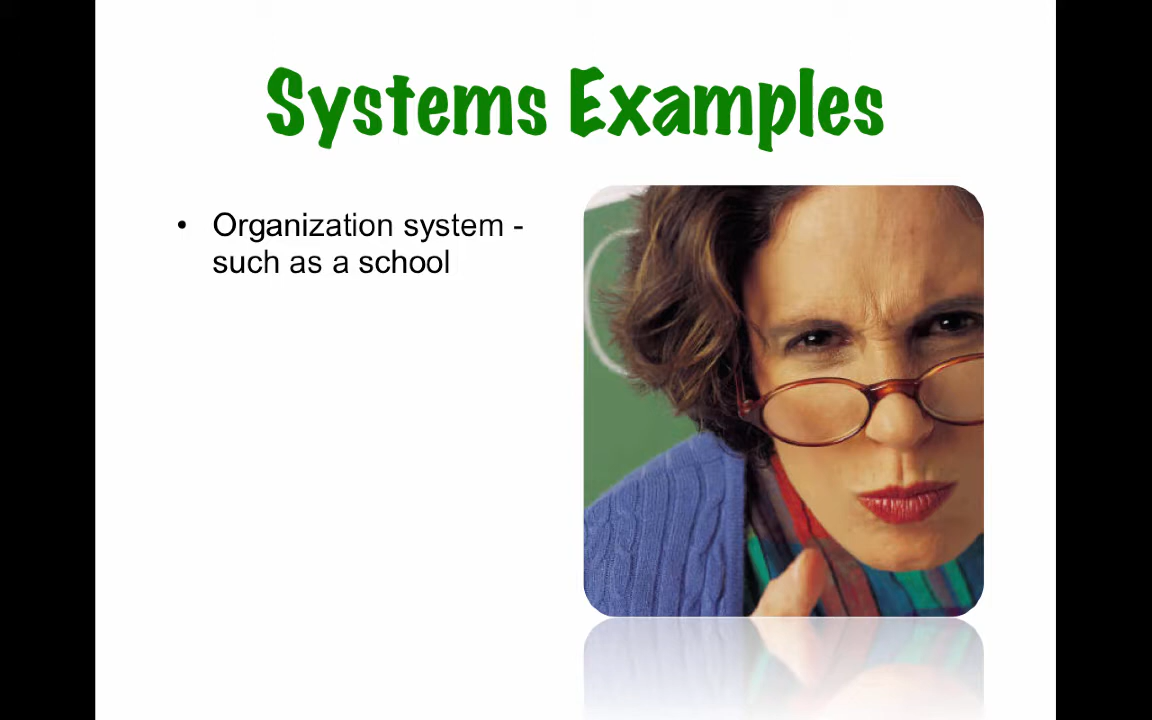 Systems Examples
• Organization system -
such as a school